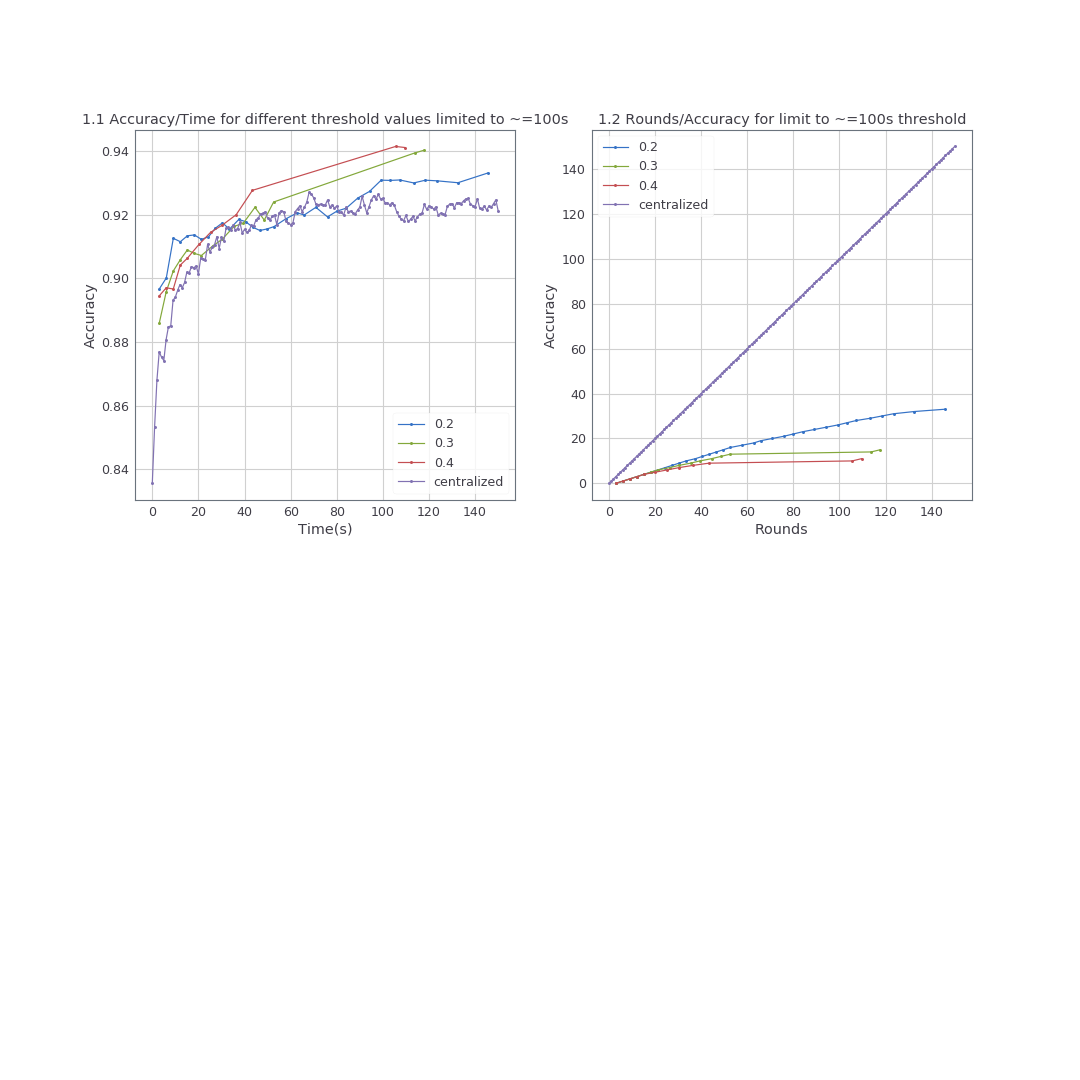 1.1 Accuracy/Time for different threshold values limited to ~=100s
0.94
0.92
0.90
0.88
0.86
0.84
Accuracy
0 20 40 60 80 100 120 140
Time(s)
0.2
0.3
0.4
centralized
1.2 Rounds/Accuracy for limit to ~=100s threshold
140
120
100
80
60
40
20
0
Accuracy
0 20 40 60 80 100 120 140
Rounds
0.2
0.3
0.4
centralized